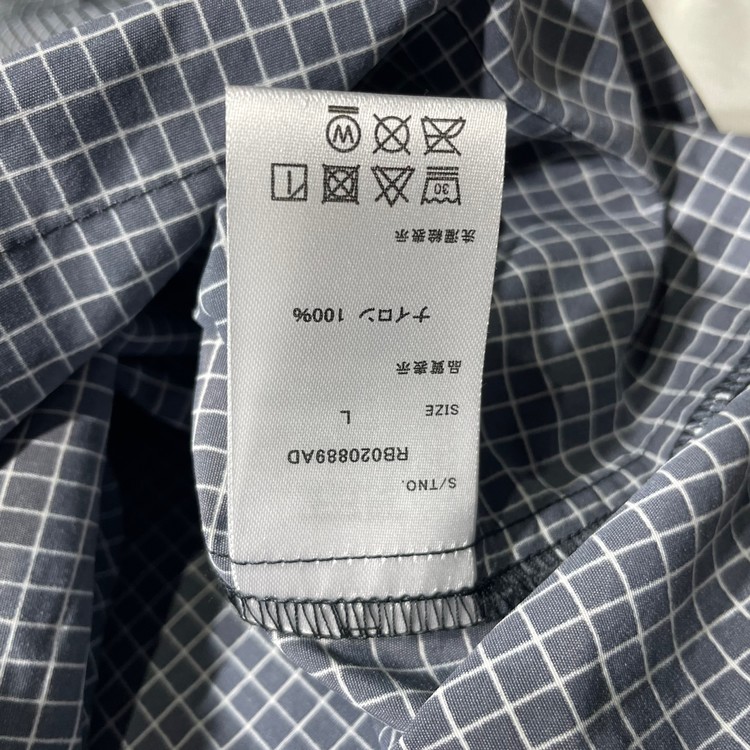 S/TNO.
RB020889AD
SIZE
L
品質表示
ナイロン 100%
洗濯絵表示
30
W